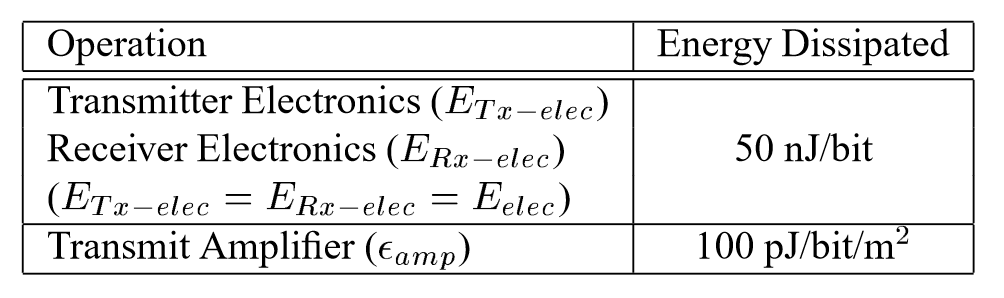 Operation Energy Dissipated
Transmitter Electronics (E_{Tx-elec})
Receiver Electronics (E_{Rx-elec}) 50 nJ/bit
(E_{Tx-elec} = E_{Rx-elec} = E_{elec})
Transmit Amplifier (ϵ_{amp}) 100 pJ/bit/m²